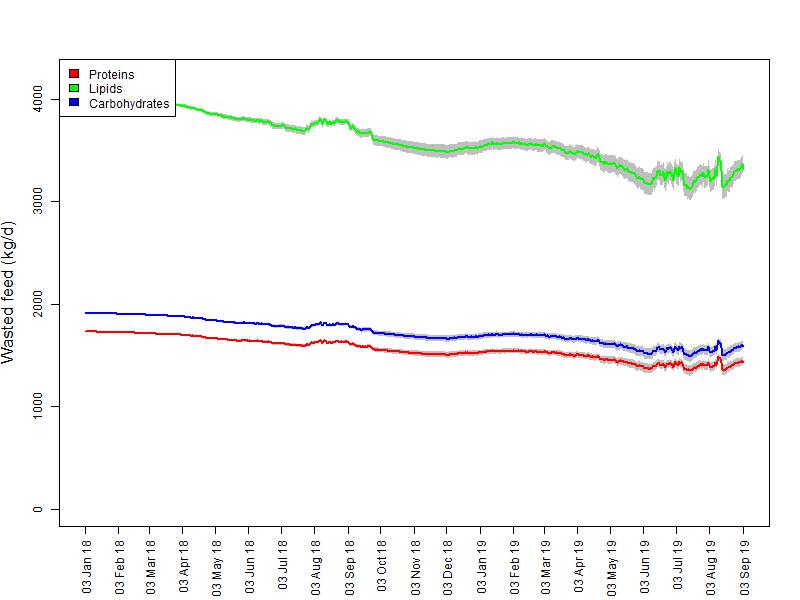 Proteins
Lipids
Carbohydrates
Wasted feed (kg/d)
4000
3000
2000
1000
0
03 Jan 18
03 Feb 18
03 Mar 18
03 Apr 18
03 May 18
03 Jun 18
03 Jul 18
03 Aug 18
03 Sep 18
03 Oct 18
03 Nov 18
03 Dec 18
03 Jan 19
03 Feb 19
03 Mar 19
03 Apr 19
03 May 19
03 Jun 19
03 Jul 19
03 Aug 19
03 Sep 19